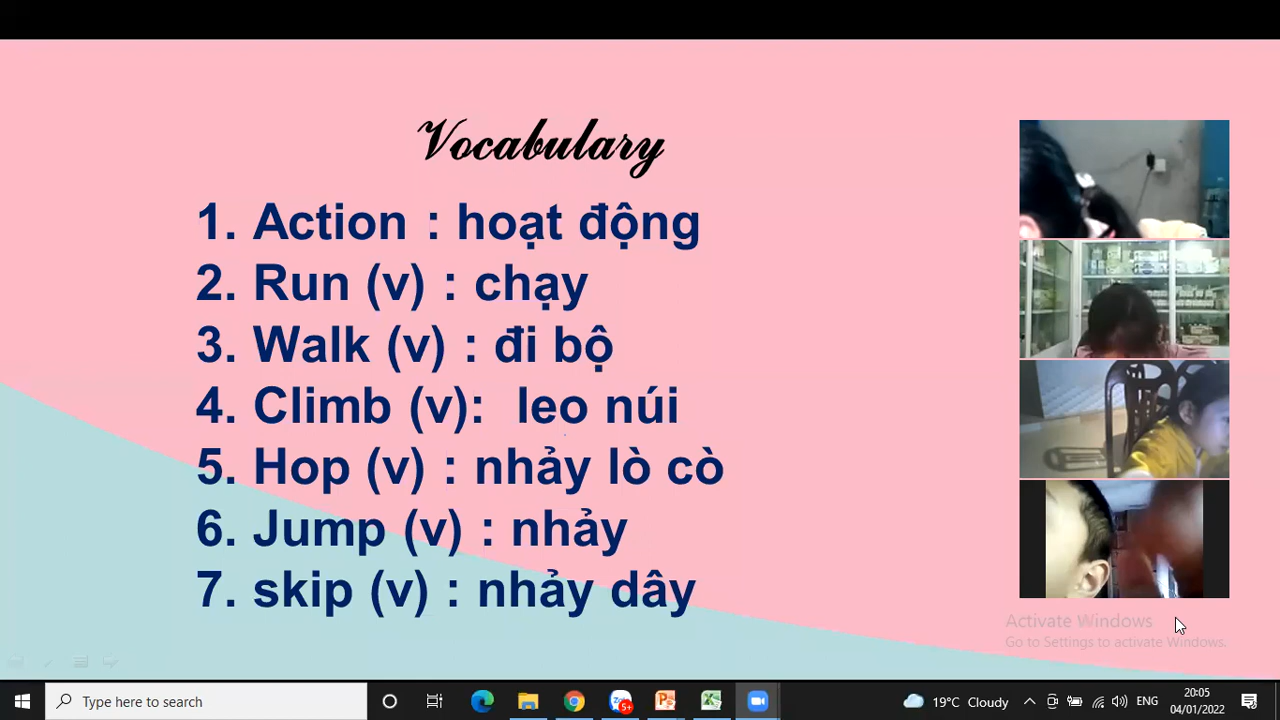 Vocabulary
1. Action : hoạt động
2. Run (v) : chạy
3. Walk (v) : đi bộ
4. Climb (v): leo núi
5. Hop (v) : nhảy lò cò
6. Jump (v) : nhảy
7. skip (v) : nhảy dây
Activate Windows
Go to Settings to activate Windows.
Type here to search
5+
19°C Cloudy
ENG
20:05
04/01/2022